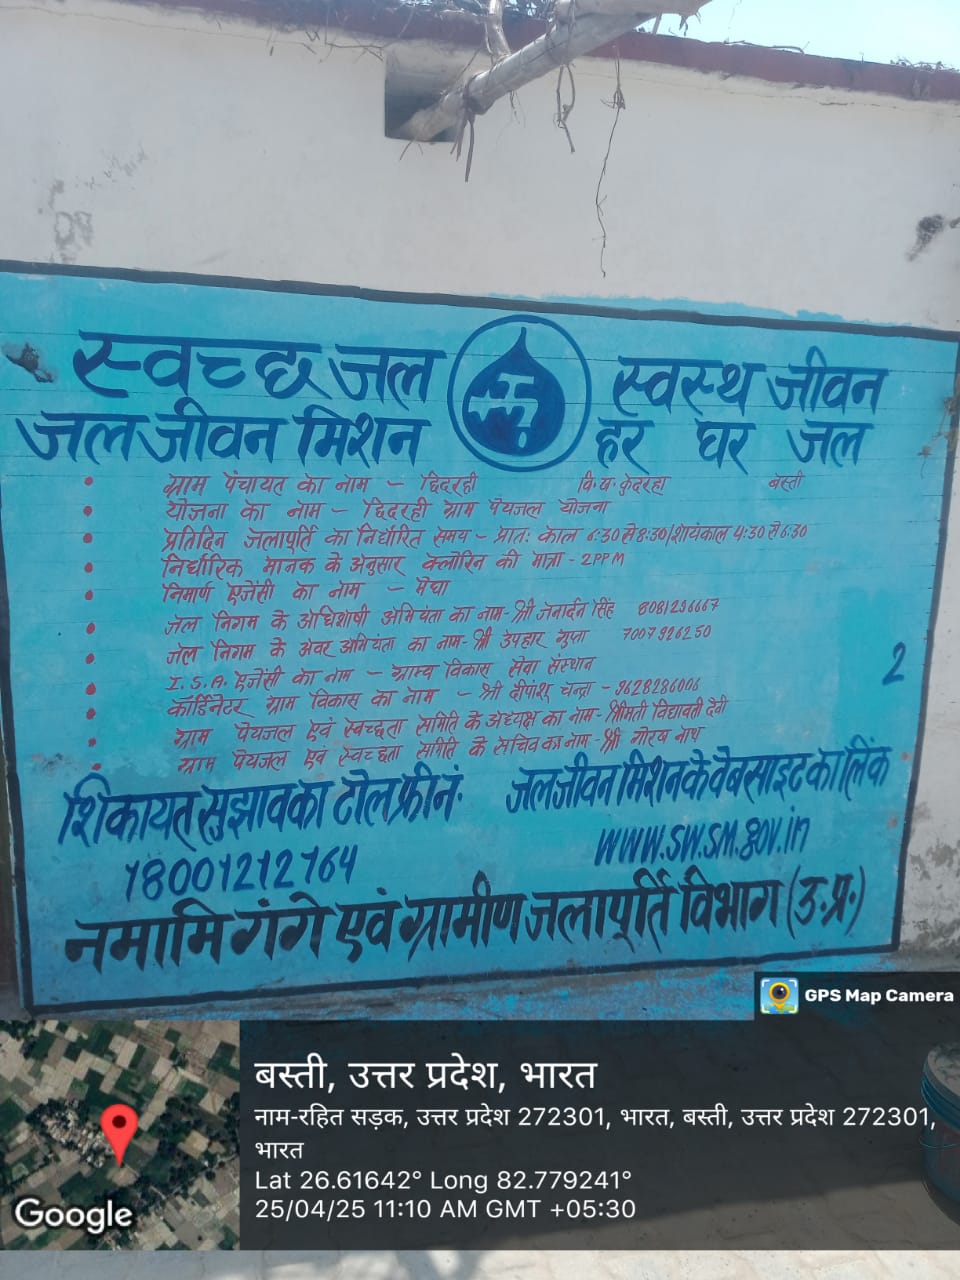 स्वच्छ जल स्वस्थ जीवन
जल जीवन मिशन हर घर जल
ग्राम पंचायत का नाम - छिदरही वि.ख. कुदरहा बस्ती
योजना का नाम - छिदरही ग्राम पेयजल योजना
प्रतिदिन जलापूर्ति का निर्धारित समय - प्रातः काल 6:30 से 8:30/शायंकाल 4:30 से 6:30
निर्धारिक मानक के अनुसार क्लोरिन की मात्रा - 2PPM
निमार्ण एजेंसी का नाम - मेघा
जल निगम के अधिशाषी अभियंता का नाम - श्री जनार्दन सिंह 8081296667
जल निगम के अवर अभियंता का नाम - श्री उपहार गुप्ता 7007926250
I.S.A. एजेंसी का नाम - ग्राम्य विकास सेवा संस्थान
कॉर्डिनेटर ग्राम विकास का नाम - श्री दीपांशू चन्द्रा - 9628286006
ग्राम पेयजल एवं स्वच्छता समिति के अध्यक्ष का नाम - श्रीमती विद्यावती देवी
ग्राम पेयजल एवं स्वच्छता समिति के सचिव का नाम - श्री गोरख नाथ
2
शिकायत सुझाव का टोल फ्री नं. जल जीवन मिशन के वेबसाइट का लिंक
18001212164 www.sw.sm.gov.in
नमामि गंगे एवं ग्रामीण जलापूर्ति विभाग (उ.प्र.)
GPS Map Camera
बस्ती, उत्तर प्रदेश, भारत
नाम-रहित सड़क, उत्तर प्रदेश 272301, भारत, बस्ती, उत्तर प्रदेश 272301,
भारत
Lat 26.61642° Long 82.779241°
25/04/25 11:10 AM GMT +05:30
Google